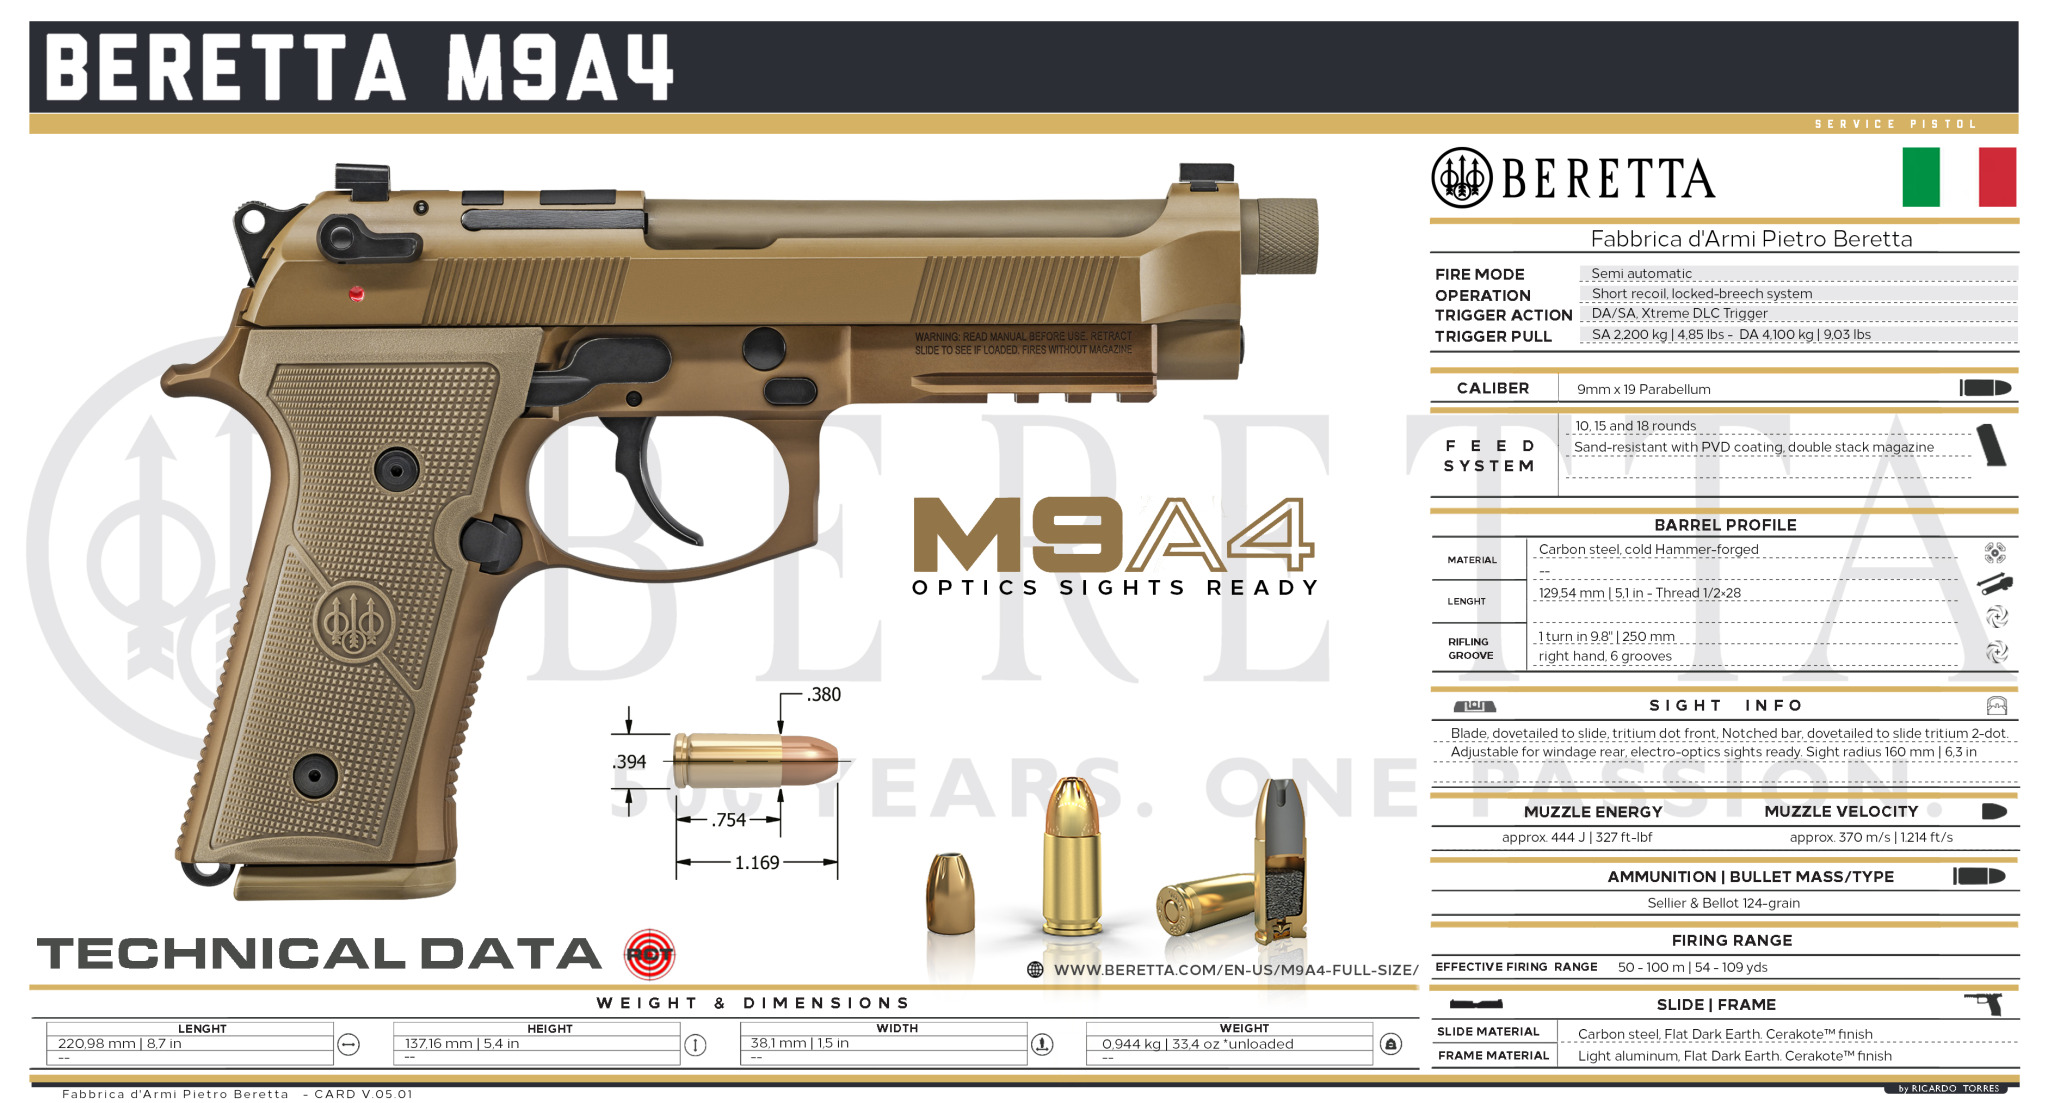 BERETTA M9A4
SERVICE PISTOL
BERETTA
Fabbrica d'Armi Pietro Beretta
FIRE MODE Semi automatic
OPERATION Short recoil, locked-breech system
TRIGGER ACTION DA/SA, Xtreme DLC Trigger
TRIGGER PULL SA 2,200 kg | 4,85 lbs - DA 4,100 kg | 9,03 lbs
CALIBER 9mm x 19 Parabellum
FEED SYSTEM
10, 15 and 18 rounds
Sand-resistant with PVD coating, double stack magazine
BARREL PROFILE
MATERIAL Carbon steel, cold Hammer-forged
--
LENGHT 129,54 mm | 5,1 in - Thread 1/2×28
RIFLING GROOVE
1 turn in 9.8" | 250 mm
right hand, 6 grooves
SIGHT INFO
Blade, dovetailed to slide, tritium dot front, Notched bar, dovetailed to slide tritium 2-dot.
Adjustable for windage rear, electro-optics sights ready. Sight radius 160 mm | 6,3 in
MUZZLE ENERGY MUZZLE VELOCITY
approx. 444 J | 327 ft-lbf approx. 370 m/s | 1.214 ft/s
AMMUNITION | BULLET MASS/TYPE
Sellier & Bellot 124-grain
FIRING RANGE
EFFECTIVE FIRING RANGE 50 - 100 m | 54 - 109 yds
SLIDE | FRAME
SLIDE MATERIAL Carbon steel, Flat Dark Earth. Cerakote™ finish
FRAME MATERIAL Light aluminum, Flat Dark Earth. Cerakote™ finish
by RICARDO TORRES
WARNING: READ MANUAL BEFORE USE. RETRACT
SLIDE TO SEE IF LOADED. FIRES WITHOUT MAGAZINE
BERETTA
500 YEARS. ONE PASSION.
M9A4
OPTICS SIGHTS READY
.380
.394
.754
1.169
TECHNICAL DATA
RDT
WWW.BERETTA.COM/EN-US/M9A4-FULL-SIZE/
WEIGHT & DIMENSIONS
LENGHT HEIGHT WIDTH WEIGHT
220,98 mm | 8,7 in 137,16 mm | 5,4 in 38,1 mm | 1,5 in 0,944 kg | 33,4 oz *unloaded
-- -- -- --
Fabbrica d'Armi Pietro Beretta - CARD V.05.01